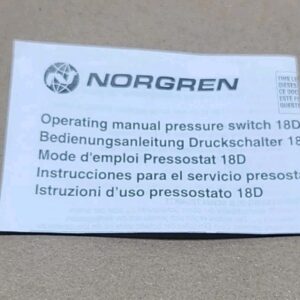 NORGREN
Operating manual pressure switch 18D
Bedienungsanleitung Druckschalter 18
Mode d'emploi Pressostat 18D
Instrucciones para el servicio presost
Istruzioni d'uso pressostato 18D